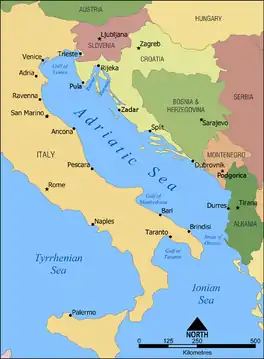 AUSTRIA
HUNGARY
Ljubljana
SLOVENIA
Zagreb
Trieste
Venice
CROATIA
Rijeka
Gulf of
Venice
Adria
Pula
Ravenna
BOSNIA &
HERZEGOVINA
SERBIA
San Marino
Zadar
Sarajevo
Split
Ancona
Adriatic Sea
ITALY
MONTENEGRO
Pescara
Dubrovnik
Podgorica
Rome
Gulf of
Manfredonia
Tirana
Durres
Bari
Naples
ALBANIA
Brindisi
Taranto
Strait of
Otranto
Gulf of
Taranto
Tyrrhenian
Sea
Ionian
Sea
Palermo
NORTH
0
250
500
Kilometres